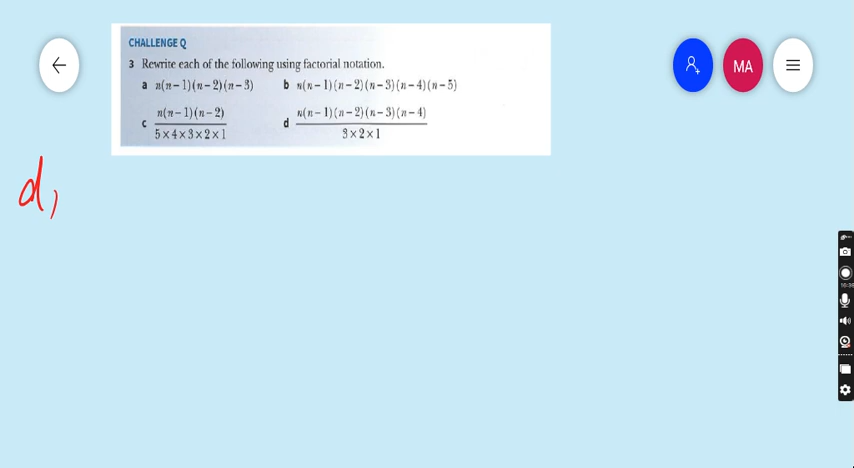 CHALLENGE Q
3 Rewrite each of the following using factorial notation.
a n(n−1)(n−2)(n−3) b n(n−1)(n−2)(n−3)(n−4)(n−5)
c n(n−1)(n−2) / 5×4×3×2×1 d n(n−1)(n−2)(n−3)(n−4) / 3×2×1
MA
d,